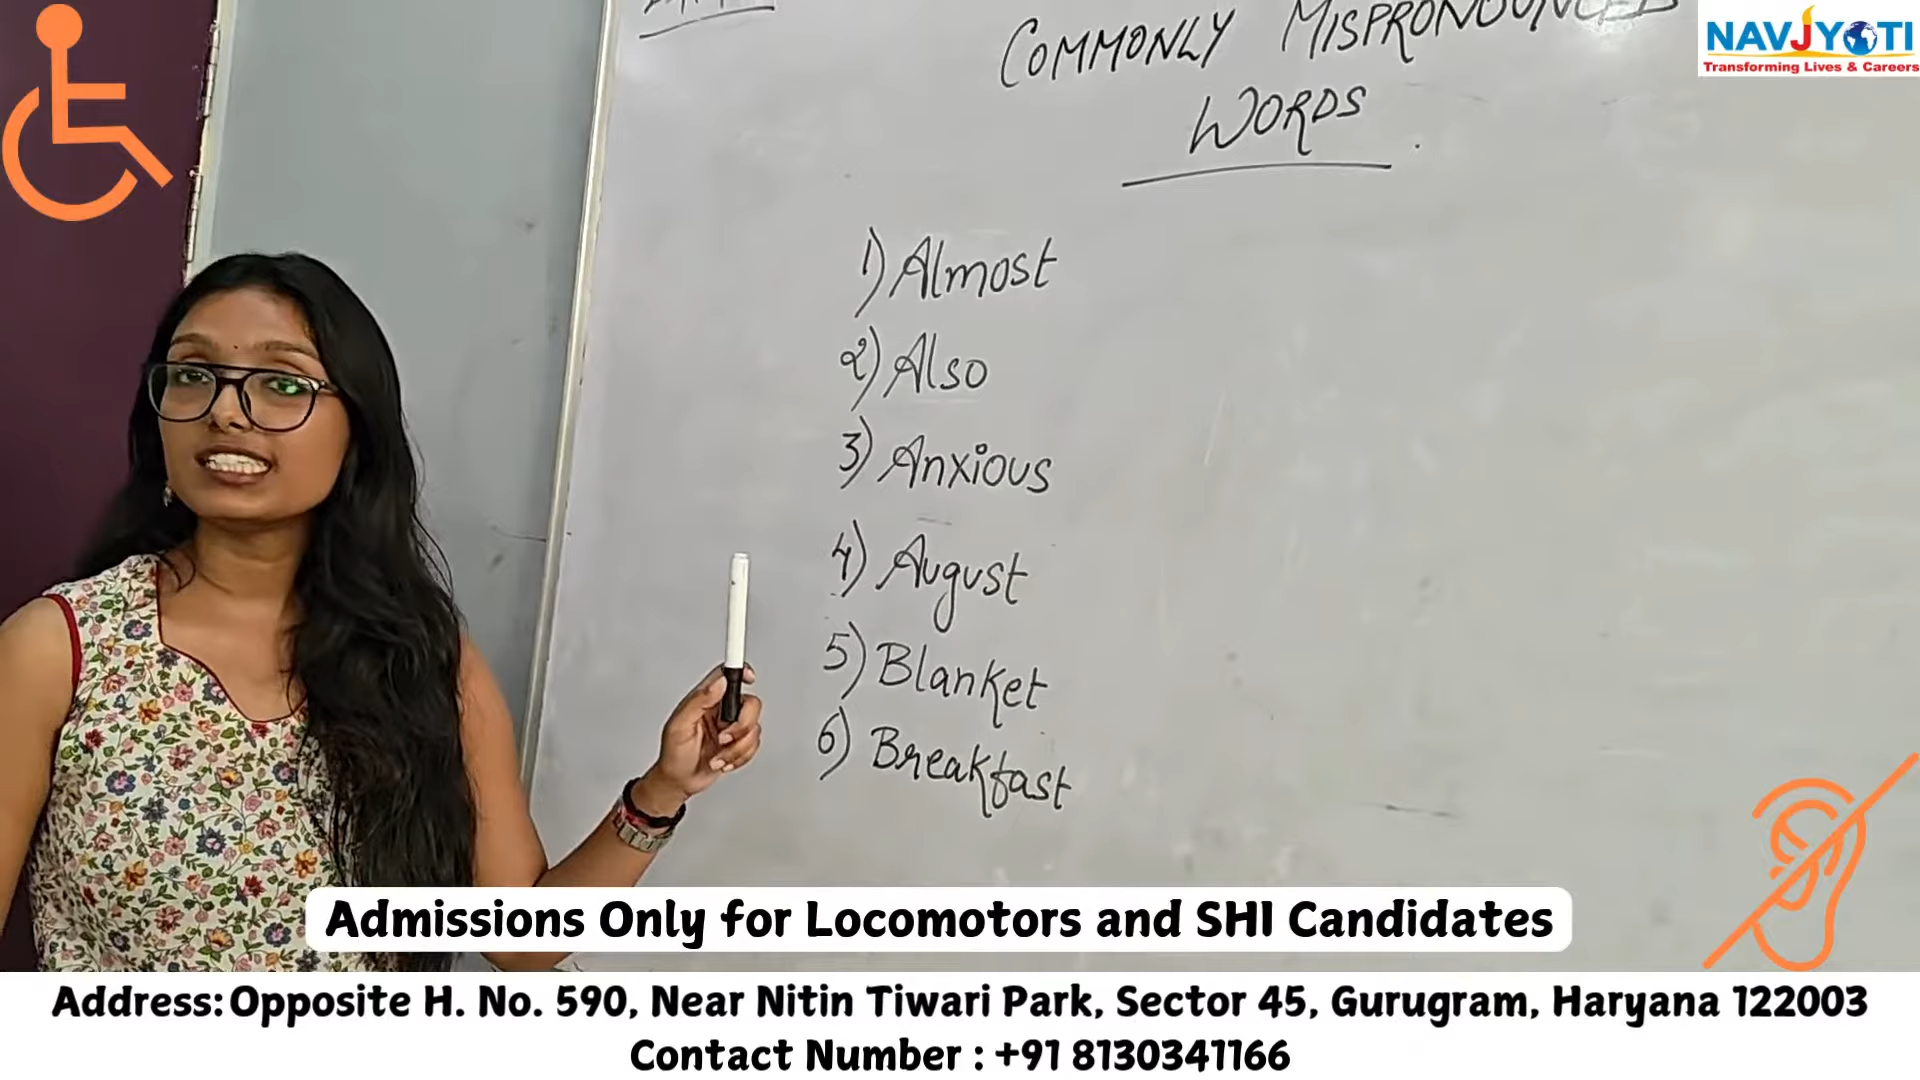 COMMONLY MISPRONOUNCED
WORDS
NAVJYOTI
Transforming Lives & Careers
1) Almost
2) Also
3) Anxious
4) August
5) Blanket
6) Breakfast
Admissions Only for Locomotors and SHI Candidates
Address: Opposite H. No. 590, Near Nitin Tiwari Park, Sector 45, Gurugram, Haryana 122003
Contact Number : +91 8130341166